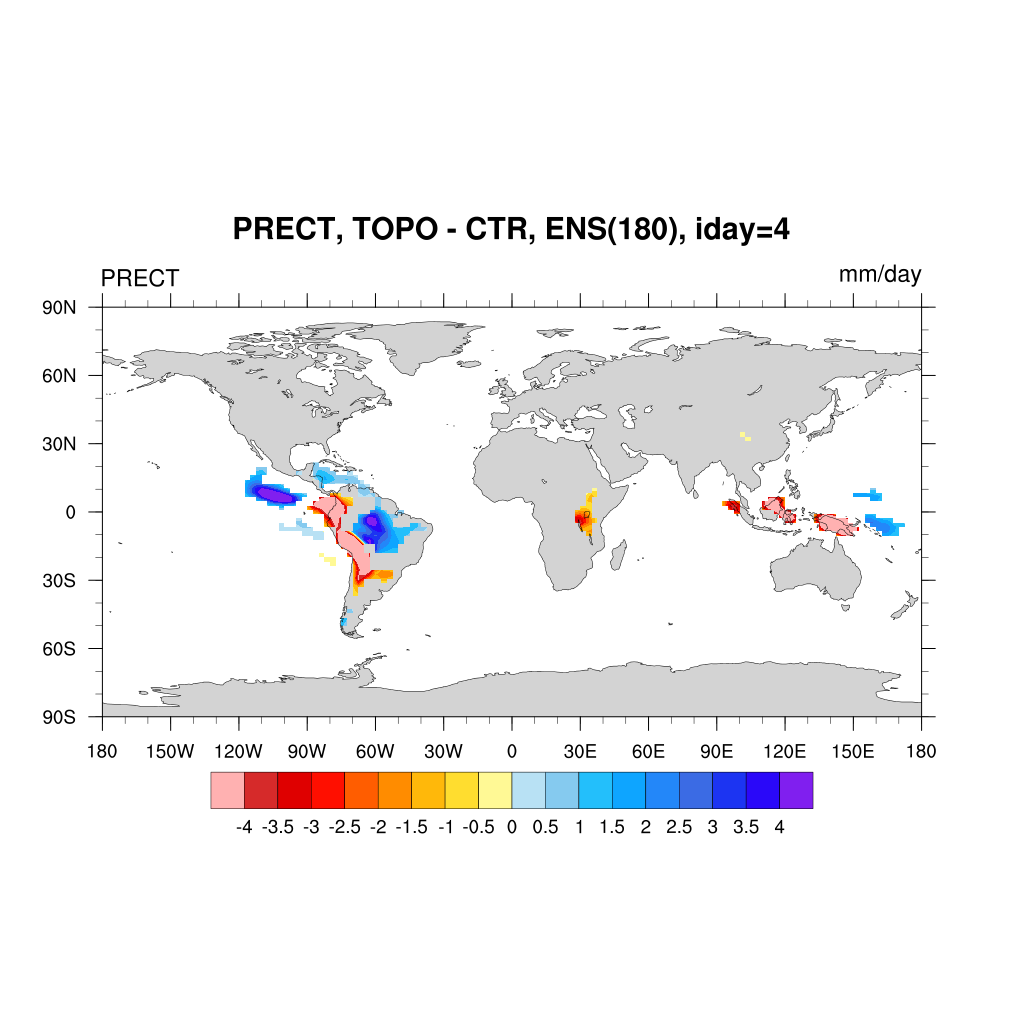 PRECT, TOPO - CTR, ENS(180), iday=4
PRECT mm/day
90N
60N
30N
0
30S
60S
90S
180 150W 120W 90W 60W 30W 0 30E 60E 90E 120E 150E 180
-4 -3.5 -3 -2.5 -2 -1.5 -1 -0.5 0 0.5 1 1.5 2 2.5 3 3.5 4